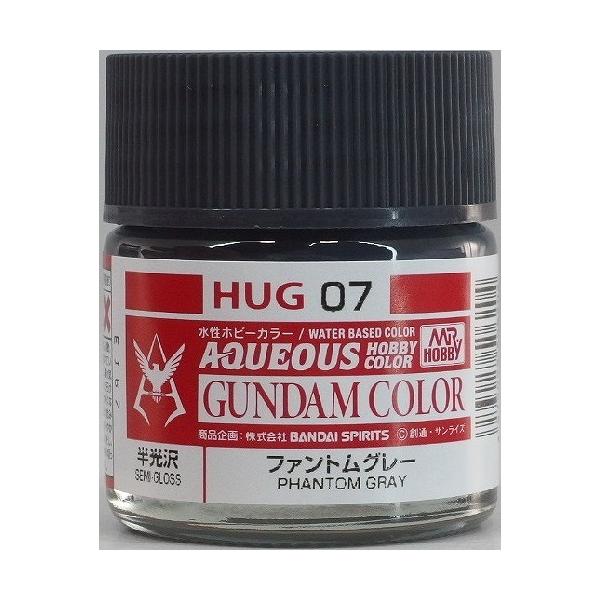 HUG 07
水性ホビーカラー / WATER BASED COLOR
AQUEOUS HOBBY COLOR
MR HOBBY
GUNDAM COLOR
商品企画：株式会社 BANDAI SPIRITS ©創通・サンライズ
半光沢
SEMI-GLOSS
ファントムグレー
PHANTOM GRAY